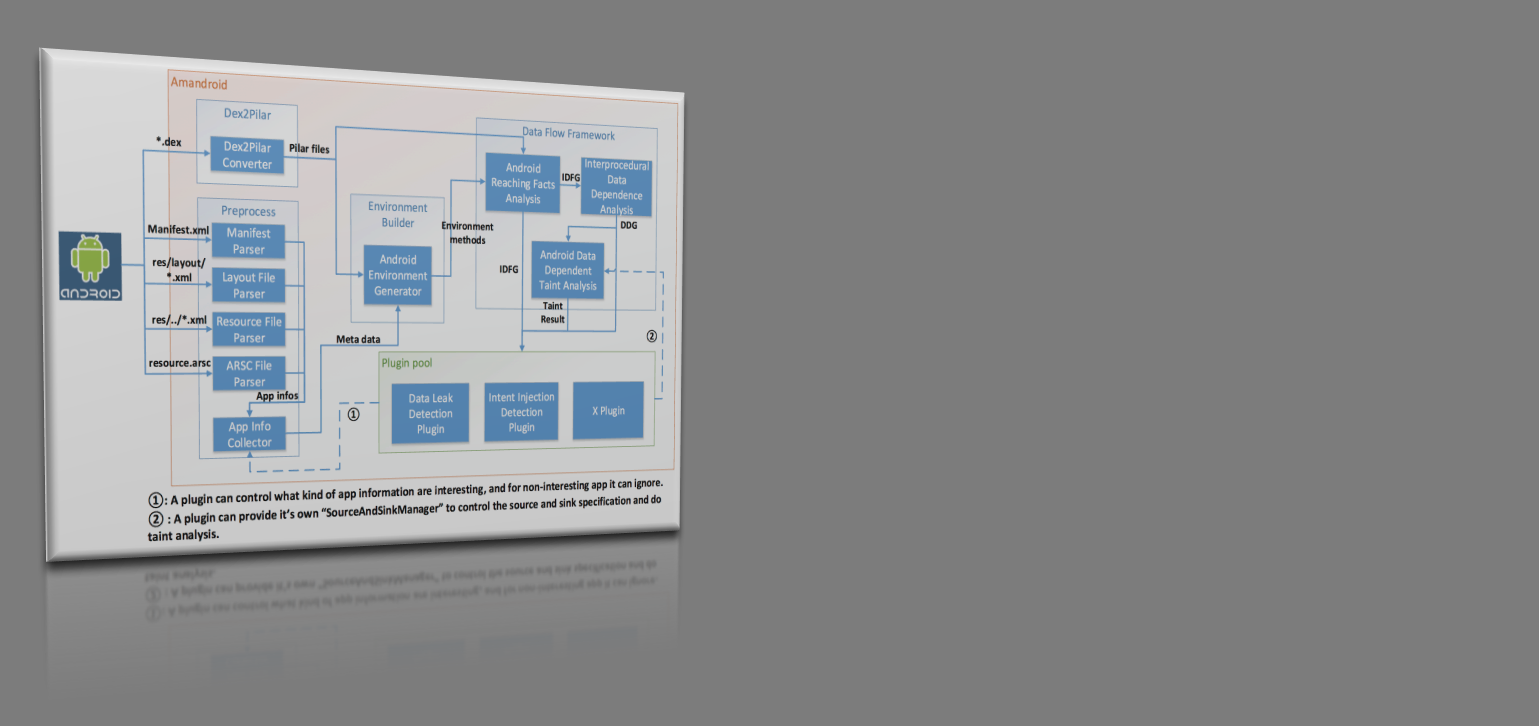 Amandroid
Dex2Pilar
Data Flow Framework
*.dex
Dex2Pilar
Converter
Pilar files
Android
Reaching Facts
Analysis
IDFG
Interprocedural
Data
Dependence
Analysis
Preprocess
Environment
Builder
Manifest.xml
Manifest
Parser
Environment
methods
DDG
res/layout/
*.xml
Layout File
Parser
Android
Environment
Generator
IDFG
Android Data
Dependent
Taint Analysis
ANDROID
Taint
Result
res/../*.xml
Resource File
Parser
Meta data
②
resource.arsc
ARSC File
Parser
Plugin pool
App infos
①
Data Leak
Detection
Plugin
Intent Injection
Detection
Plugin
X Plugin
App Info
Collector
①: A plugin can control what kind of app information are interesting, and for non-interesting app it can ignore.
② : A plugin can provide it's own “SourceAndSinkManager” to control the source and sink specification and do
taint analysis.